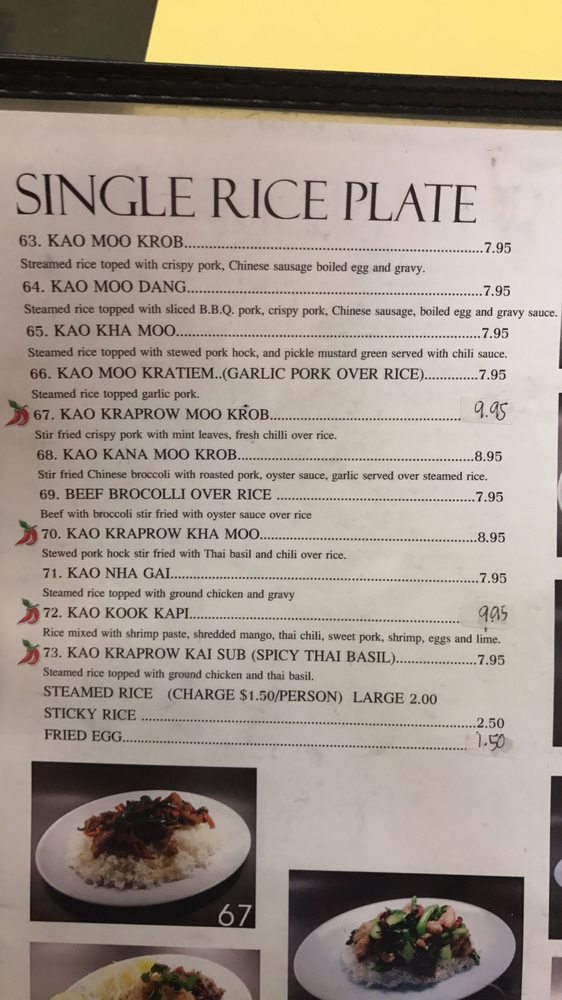 SINGLE RICE PLATE
63. KAO MOO KROB..........7.95
Streamed rice toped with crispy pork, Chinese sausage boiled egg and gravy.
64. KAO MOO DANG..........7.95
Steamed rice topped with sliced B.B.Q. pork, crispy pork, Chinese sausage, boiled egg and gravy sauce.
65. KAO KHA MOO..........7.95
Steamed rice topped with stewed pork hock, and pickle mustard green served with chili sauce.
66. KAO MOO KRATIEM..(GARLIC PORK OVER RICE)..........7.95
Steamed rice topped garlic pork.
67. KAO KRAPROW MOO KROB..........9.95
Stir fried crispy pork with mint leaves, fresh chilli over rice.
68. KAO KANA MOO KROB..........8.95
Stir fried Chinese broccoli with roasted pork, oyster sauce, garlic served over steamed rice.
69. BEEF BROCOLLI OVER RICE ..........7.95
Beef with broccoli stir fried with oyster sauce over rice
70. KAO KRAPROW KHA MOO..........8.95
Stewed pork hock stir fried with Thai basil and chili over rice.
71. KAO NHA GAI..........7.95
Steamed rice topped with ground chicken and gravy
72. KAO KOOK KAPI..........9.95
Rice mixed with shrimp paste, shredded mango, thai chili, sweet pork, shrimp, eggs and lime.
73. KAO KRAPROW KAI SUB (SPICY THAI BASIL)..........7.95
Steamed rice topped with ground chicken and thai basil.
STEAMED RICE (CHARGE $1.50/PERSON) LARGE 2.00
STICKY RICE ..........2.50
FRIED EGG..........1.50
67